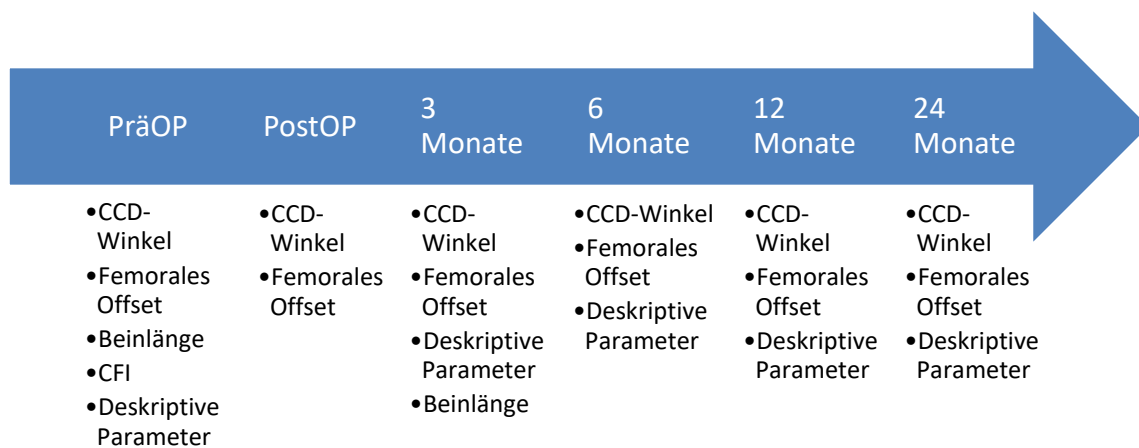 PräOP
PostOP
3
Monate
6
Monate
12
Monate
24
Monate
•CCD-
Winkel
•Femorales
Offset
•Beinlänge
•CFI
•Deskriptive
Parameter
•CCD-
Winkel
•Femorales
Offset
•CCD-
Winkel
•Femorales
Offset
•Deskriptive
Parameter
•Beinlänge
•CCD-Winkel
•Femorales
Offset
•Deskriptive
Parameter
•CCD-
Winkel
•Femorales
Offset
•Deskriptive
Parameter
•CCD-
Winkel
•Femorales
Offset
•Deskriptive
Parameter